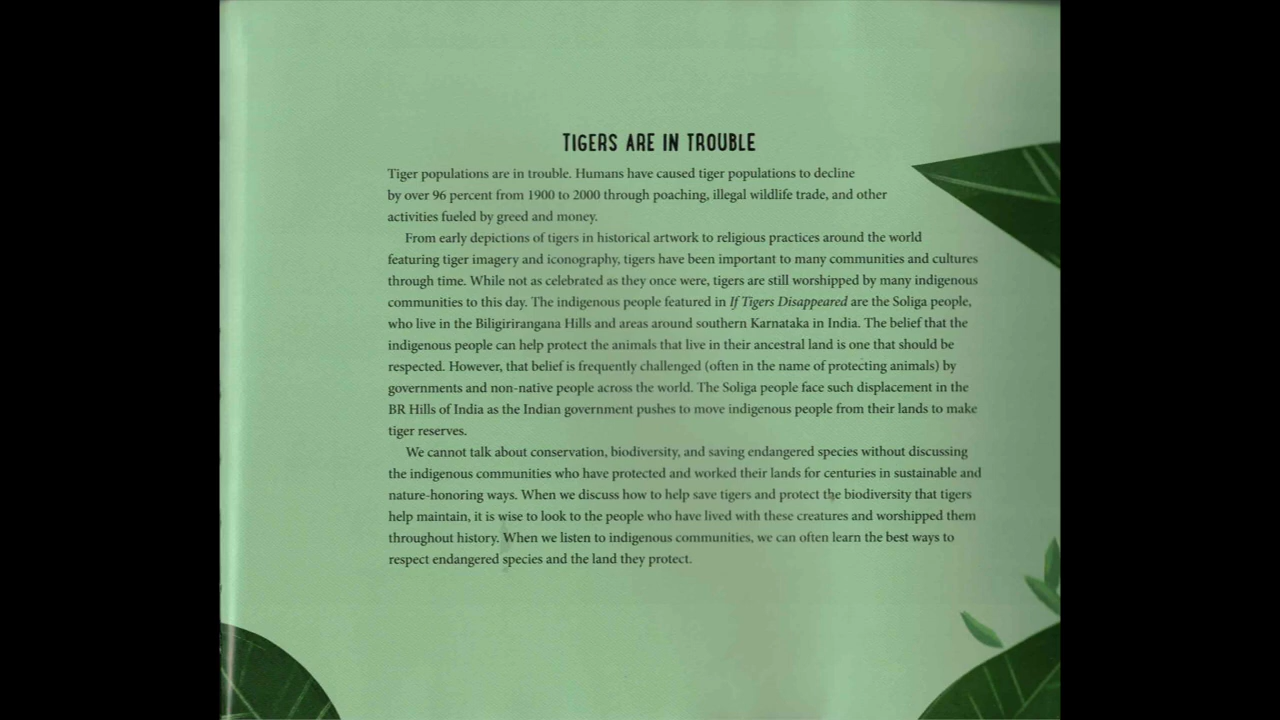 TIGERS ARE IN TROUBLE
Tiger populations are in trouble. Humans have caused tiger populations to decline
by over 96 percent from 1900 to 2000 through poaching, illegal wildlife trade, and other
activities fueled by greed and money.
From early depictions of tigers in historical artwork to religious practices around the world
featuring tiger imagery and iconography, tigers have been important to many communities and cultures
through time. While not as celebrated as they once were, tigers are still worshipped by many indigenous
communities to this day. The indigenous people featured in If Tigers Disappeared are the Soliga people,
who live in the Biligirirangana Hills and areas around southern Karnataka in India. The belief that the
indigenous people can help protect the animals that live in their ancestral land is one that should be
respected. However, that belief is frequently challenged (often in the name of protecting animals) by
governments and non-native people across the world. The Soliga people face such displacement in the
BR Hills of India as the Indian government pushes to move indigenous people from their lands to make
tiger reserves.
We cannot talk about conservation, biodiversity, and saving endangered species without discussing
the indigenous communities who have protected and worked their lands for centuries in sustainable and
nature-honoring ways. When we discuss how to help save tigers and protect the biodiversity that tigers
help maintain, it is wise to look to the people who have lived with these creatures and worshipped them
throughout history. When we listen to indigenous communities, we can often learn the best ways to
respect endangered species and the land they protect.